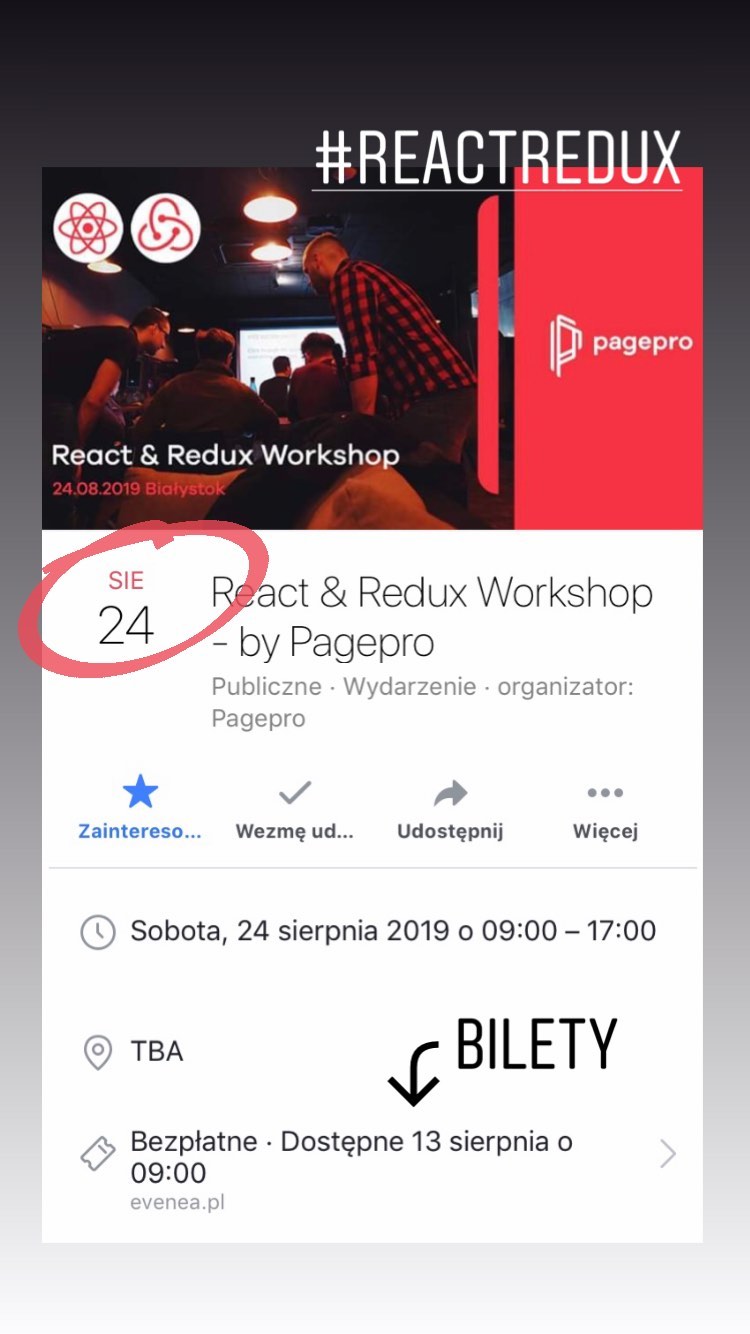 #REACTREDUX
pagepro
React & Redux Workshop
24.08.2019 Białystok
SIE
24
React & Redux Workshop
- by Pagepro
Publiczne · Wydarzenie · organizator:
Pagepro
Zaintereso...
Wezmę ud...
Udostępnij
Więcej
Sobota, 24 sierpnia 2019 o 09:00 – 17:00
TBA
BILETY
Bezpłatne · Dostępne 13 sierpnia o
09:00
evenea.pl